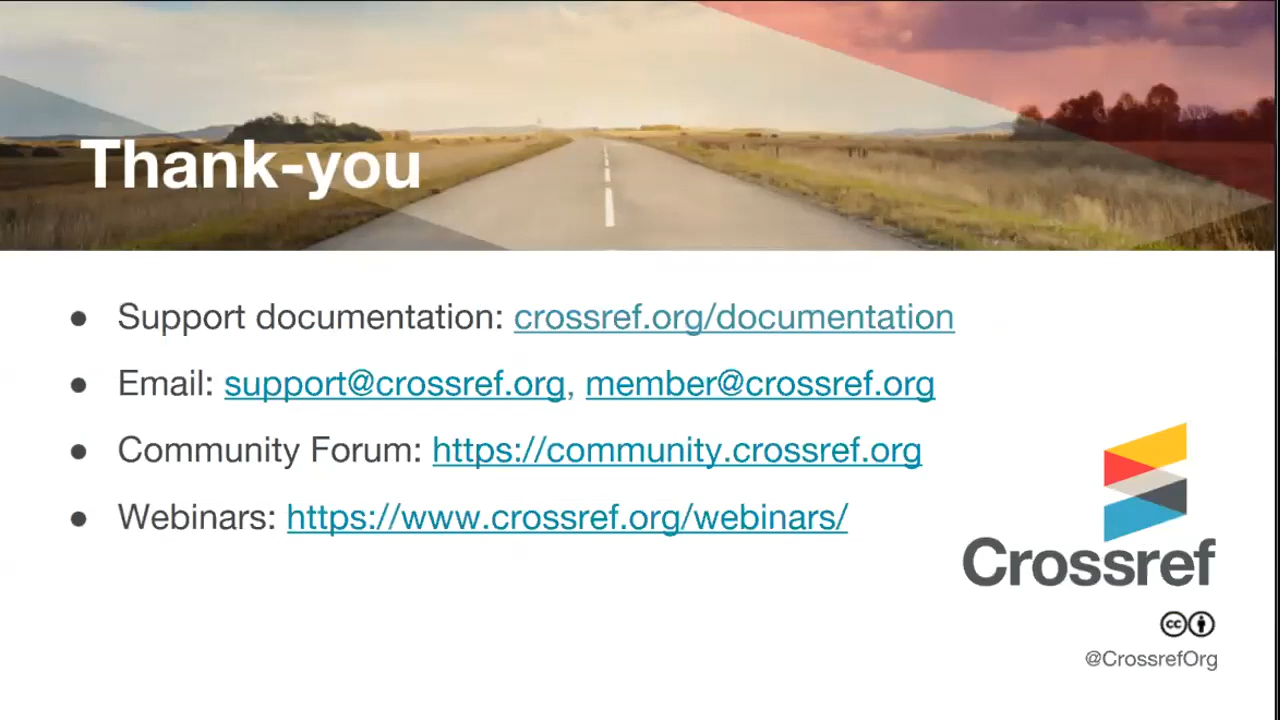 Thank-you
● Support documentation: crossref.org/documentation
● Email: support@crossref.org, member@crossref.org
● Community Forum: https://community.crossref.org
● Webinars: https://www.crossref.org/webinars/
Crossref
cc
@CrossrefOrg